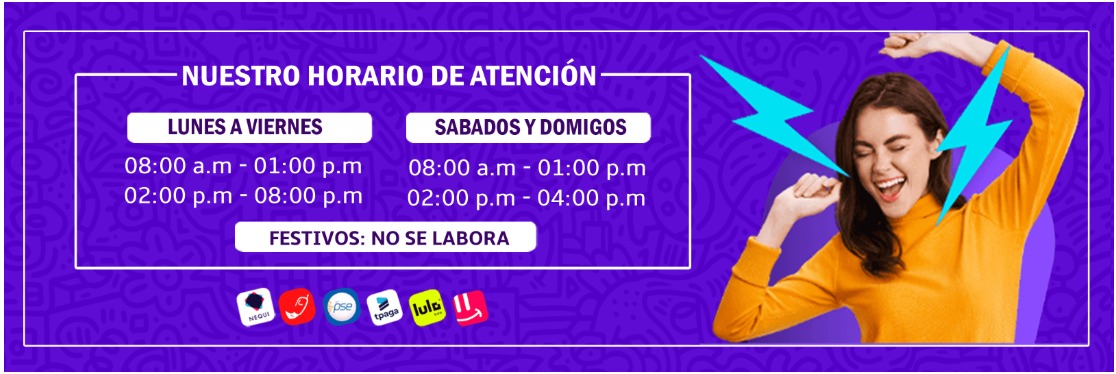 NUESTRO HORARIO DE ATENCIÓN
LUNES A VIERNES
08:00 a.m - 01:00 p.m
02:00 p.m - 08:00 p.m
SABADOS Y DOMIGOS
08:00 a.m - 01:00 p.m
02:00 p.m - 04:00 p.m
FESTIVOS: NO SE LABORA
NEQUI
pse
tpaga
lulo